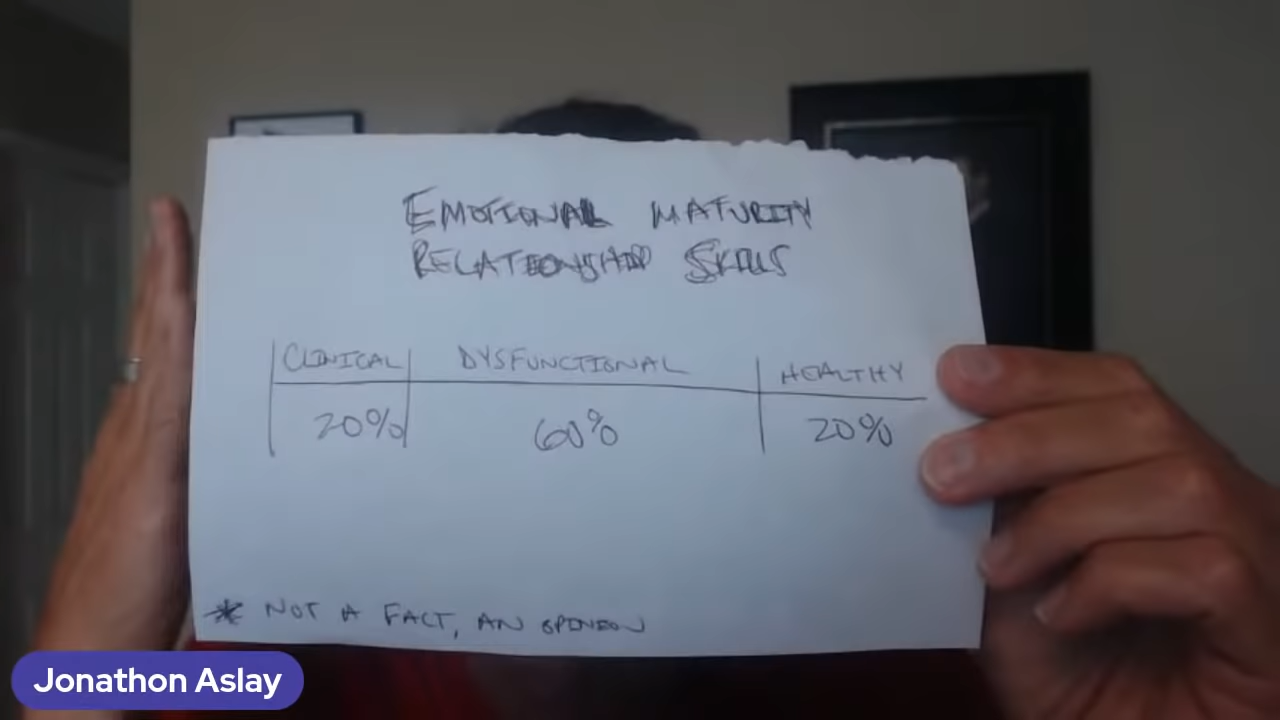 EMOTIONAL MATURITY
RELATIONSHIP SKILLS
CLINICAL DYSFUNCTIONAL HEALTHY
20% 60% 20%
* NOT A FACT, AN OPINION
Jonathon Aslay